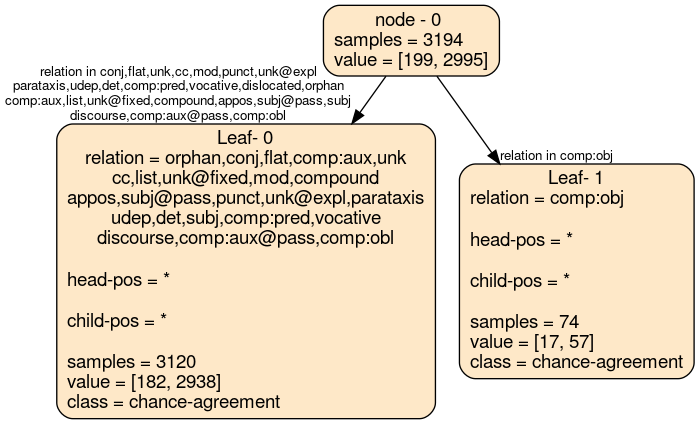 node - 0
samples = 3194
value = [199, 2995]
relation in conj,flat,unk,cc,mod,punct,unk@expl
parataxis,udep,det,comp:pred,vocative,dislocated,orphan
comp:aux,list,unk@fixed,compound,appos,subj@pass,subj
discourse,comp:aux@pass,comp:obl
Leaf- 0
relation = orphan,conj,flat,comp:aux,unk
cc,list,unk@fixed,mod,compound
appos,subj@pass,punct,unk@expl,parataxis
udep,det,subj,comp:pred,vocative
discourse,comp:aux@pass,comp:obl
head-pos = *
child-pos = *
samples = 3120
value = [182, 2938]
class = chance-agreement
relation in comp:obj
Leaf- 1
relation = comp:obj
head-pos = *
child-pos = *
samples = 74
value = [17, 57]
class = chance-agreement